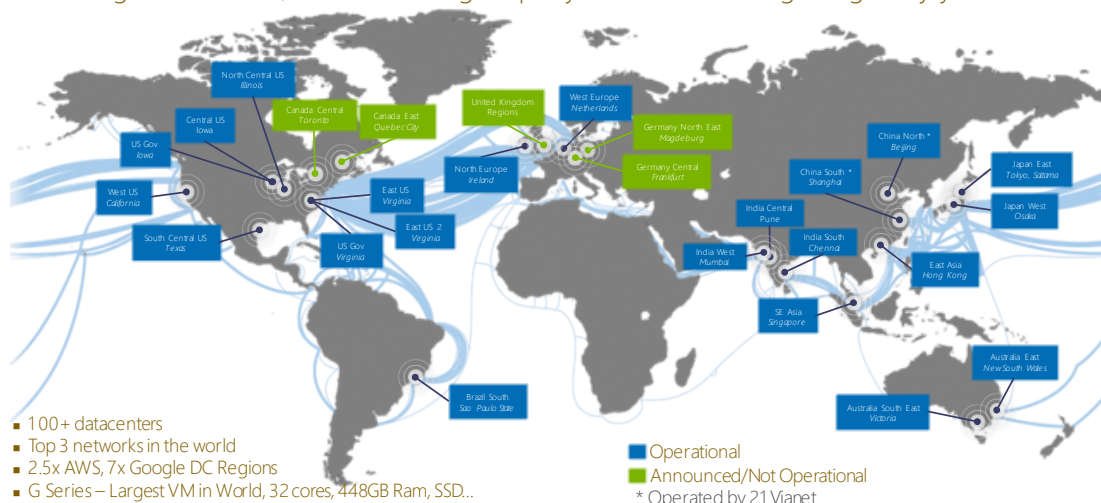 North Central US
Illinois
Central US
Iowa
US Gov
Iowa
West US
California
South Central US
Texas
Canada Central
Toronto
Canada East
Quebec City
East US
Virginia
East US 2
Virginia
US Gov
Virginia
Brazil South
Sao Paulo State
United Kingdom
Regions
West Europe
Netherlands
North Europe
Ireland
Germany North East
Magdeburg
Germany Central
Frankfurt
China North *
Beijing
China South *
Shanghai
Japan East
Tokyo, Saitama
Japan West
Osaka
India Central
Pune
India West
Mumbai
India South
Chennai
East Asia
Hong Kong
SE Asia
Singapore
Australia East
New South Wales
Australia South East
Victoria
▪ 100+ datacenters
▪ Top 3 networks in the world
▪ 2.5x AWS, 7x Google DC Regions
▪ G Series – Largest VM in World, 32 cores, 448GB Ram, SSD...
Operational
Announced/Not Operational
* Operated by 21Vianet